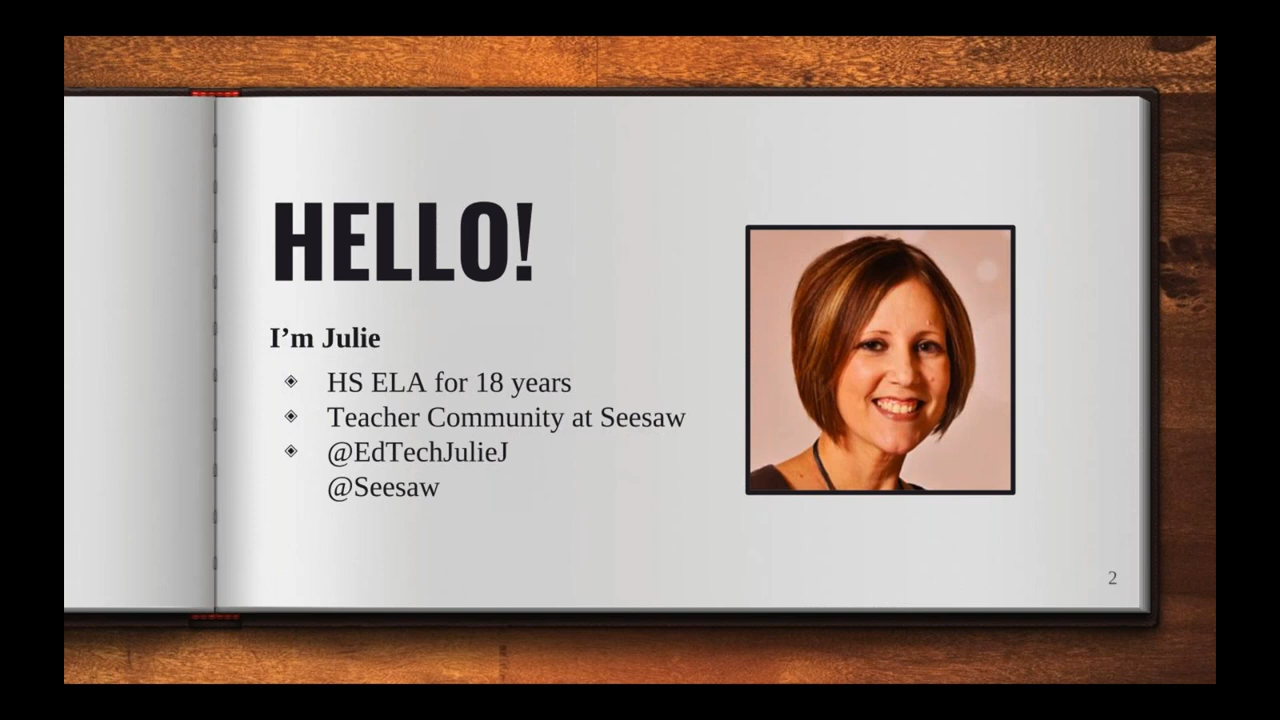 HELLO!
I’m Julie
◈ HS ELA for 18 years
◈ Teacher Community at Seesaw
◈ @EdTechJulieJ
@Seesaw
2